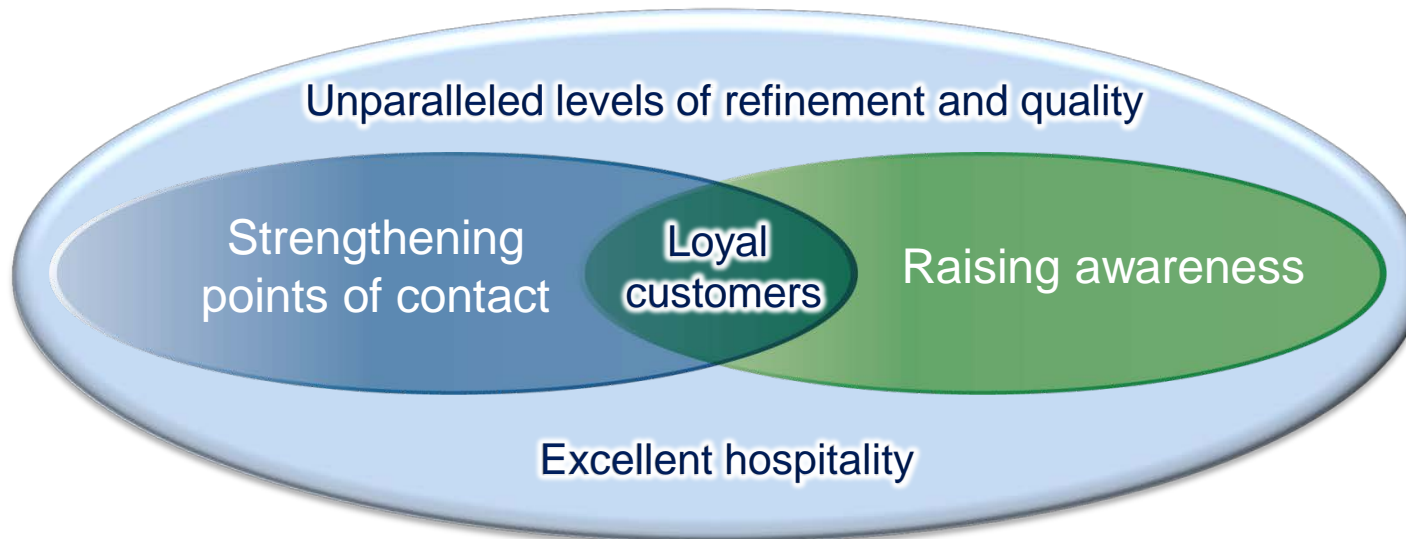 Unparalleled levels of refinement and quality
Strengthening
points of contact
Loyal
customers
Raising awareness
Excellent hospitality